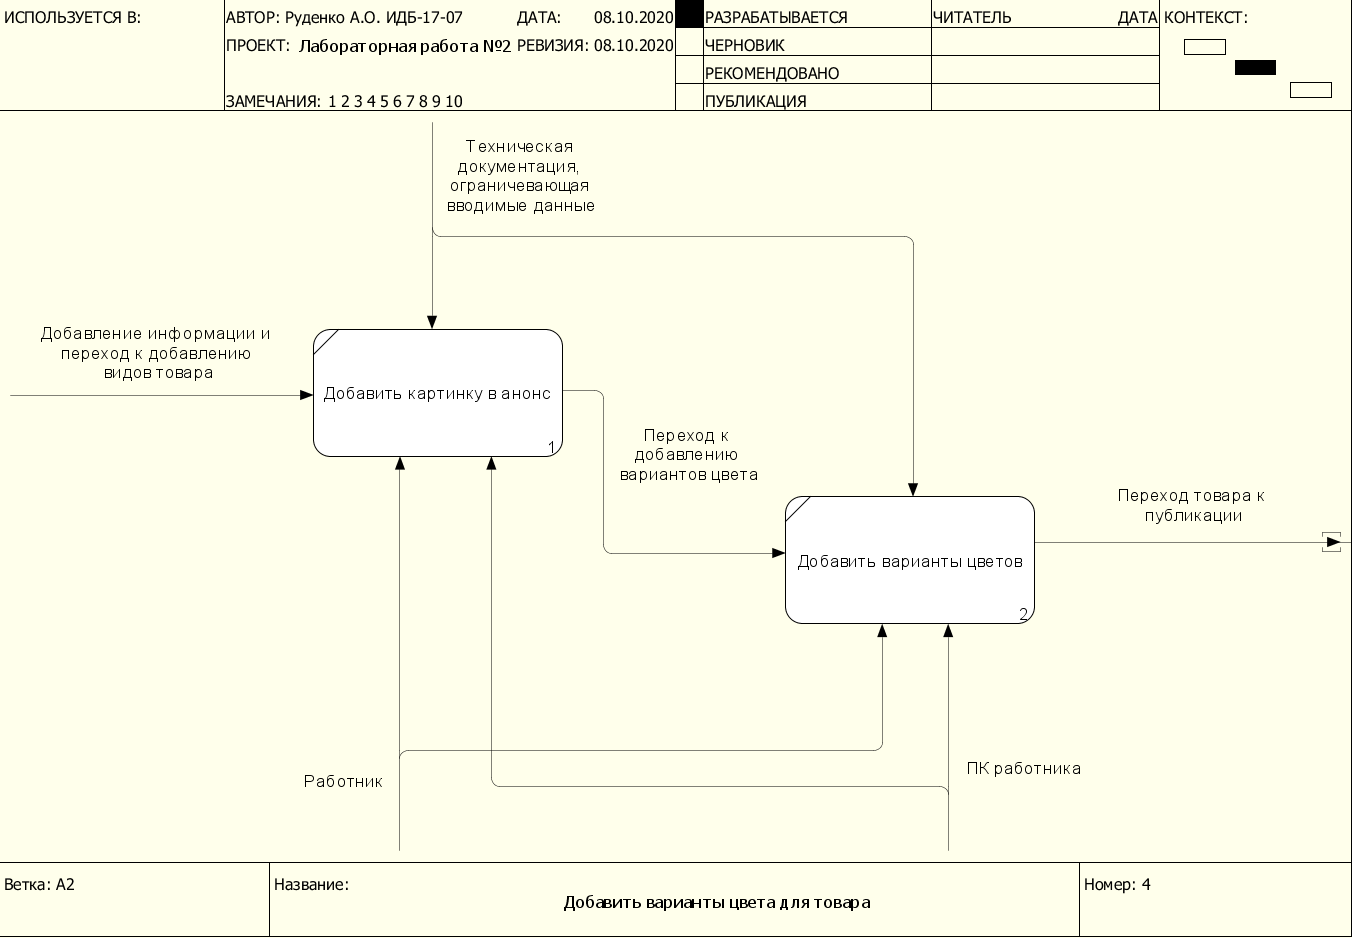 ИСПОЛЬЗУЕТСЯ В:
АВТОР: Руденко А.О. ИДБ-17-07
ДАТА: 08.10.2020
ПРОЕКТ: Лабораторная работа №2
РЕВИЗИЯ: 08.10.2020
ЗАМЕЧАНИЯ: 1 2 3 4 5 6 7 8 9 10
РАЗРАБАТЫВАЕТСЯ
ЧЕРНОВИК
РЕКОМЕНДОВАНО
ПУБЛИКАЦИЯ
ЧИТАТЕЛЬ
ДАТА
КОНТЕКСТ:
Техническая
документация,
ограничевающая
вводимые данные
Добавление информации и
переход к добавлению
видов товара
Добавить картинку в анонс
1
Переход к
добавлению
вариантов цвета
Переход товара к
публикации
Добавить варианты цветов
2
Работник
ПК работника
Ветка: A2
Название:
Добавить варианты цвета для товара
Номер: 4